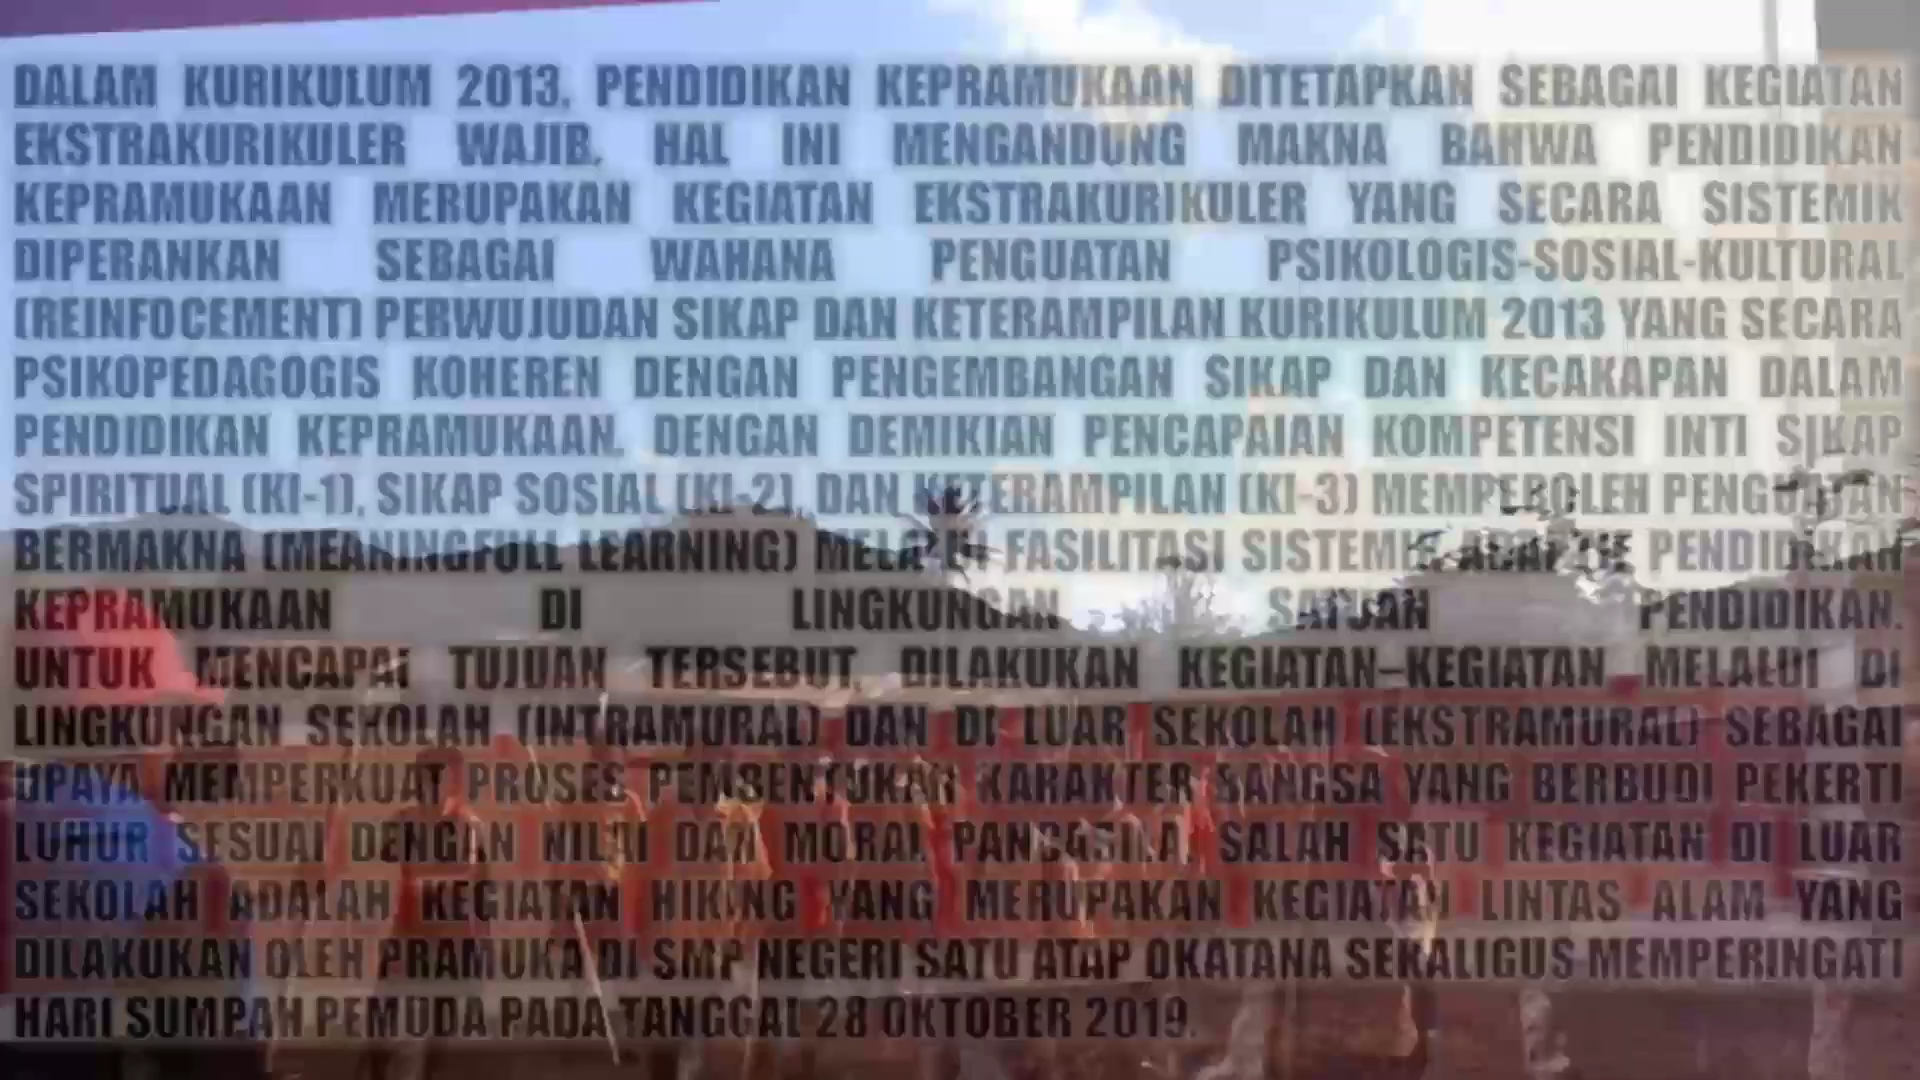 DALAM KURIKULUM 2013, PENDIDIKAN KEPRAMUKAAN DITETAPKAN SEBAGAI KEGIATAN
EKSTRAKURIKULER WAJIB. HAL INI MENGANDUNG MAKNA BAHWA PENDIDIKAN
KEPRAMUKAAN MERUPAKAN KEGIATAN EKSTRAKURIKULER YANG SECARA SISTEMIK
DIPERANKAN SEBAGAI WAHANA PENGUATAN PSIKOLOGIS-SOSIAL-KULTURAL
(REINFOCEMENT) PERWUJUDAN SIKAP DAN KETERAMPILAN KURIKULUM 2013 YANG SECARA
PSIKOPEDAGOGIS KOHEREN DENGAN PENGEMBANGAN SIKAP DAN KECAKAPAN DALAM
PENDIDIKAN KEPRAMUKAAN. DENGAN DEMIKIAN PENCAPAIAN KOMPETENSI INTI SIKAP
SPIRITUAL (KI-1), SIKAP SOSIAL (KI-2), DAN KETERAMPILAN (KI-3) MEMPEROLEH PENGUATAN
BERMAKNA (MEANINGFULL LEARNING) MELALUI FASILITASI SISTEMIK ADAPTIF PENDIDIKAN
KEPRAMUKAAN DI LINGKUNGAN SATUAN PENDIDIKAN.
UNTUK MENCAPAI TUJUAN TERSEBUT, DILAKUKAN KEGIATAN–KEGIATAN MELALUI DI
LINGKUNGAN SEKOLAH (INTRAMURAL) DAN DI LUAR SEKOLAH (EKSTRAMURAL) SEBAGAI
UPAYA MEMPERKUAT PROSES PEMBENTUKAN KARAKTER BANGSA YANG BERBUDI PEKERTI
LUHUR SESUAI DENGAN NILAI DAN MORAL PANCASILA. SALAH SATU KEGIATAN DI LUAR
SEKOLAH ADALAH KEGIATAN HIKING YANG MERUPAKAN KEGIATAN LINTAS ALAM YANG
DILAKUKAN OLEH PRAMUKA DI SMP NEGERI SATU ATAP OKATANA SEKALIGUS MEMPERINGATI
HARI SUMPAH PEMUDA PADA TANGGAL 28 OKTOBER 2019.